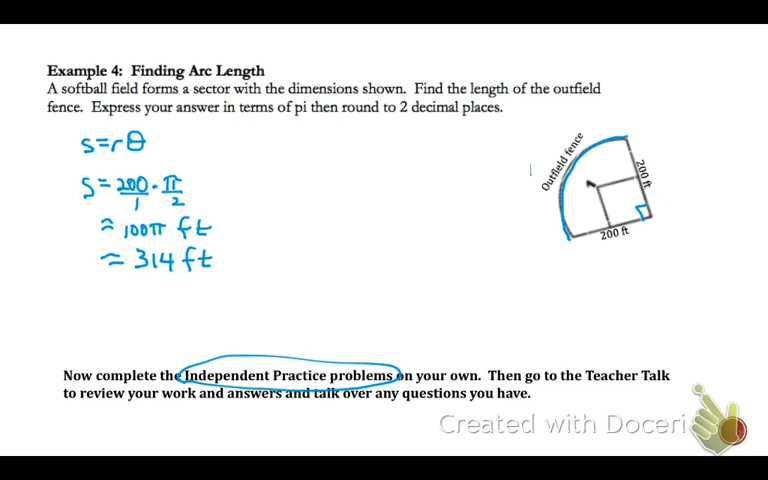 Example 4: Finding Arc Length
A softball field forms a sector with the dimensions shown. Find the length of the outfield
fence. Express your answer in terms of pi then round to 2 decimal places.
s=rθ
S = 200/1 · π/2
≈ 100π ft
≈ 314 ft
Outfield fence
200 ft
200 ft
Now complete the Independent Practice problems on your own. Then go to the Teacher Talk
to review your work and answers and talk over any questions you have.
Created with Doceri